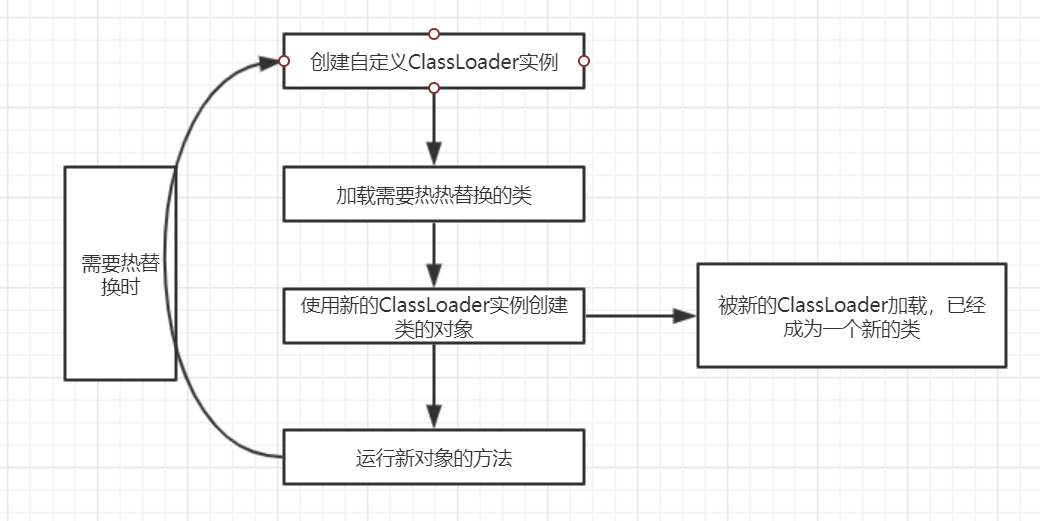 创建自定义ClassLoader实例
加载需要热热替换的类
需要热替
换时
使用新的ClassLoader实例创建
类的对象
被新的ClassLoader加载，已经
成为一个新的类
运行新对象的方法